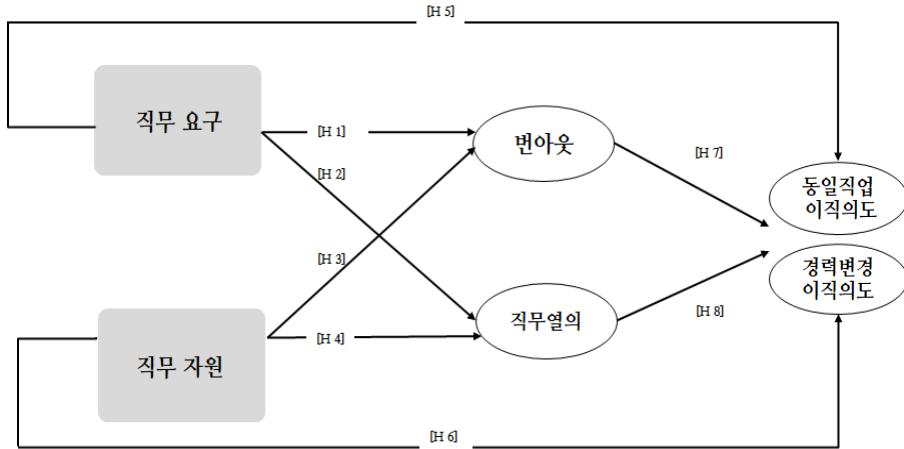 [H 5]
직무 요구
[H 1]
번아웃
[H 7]
[H 2]
동일직업
이직의도
[H 3]
경력변경
이직의도
직무열의
[H 8]
[H 4]
직무 자원
[H 6]